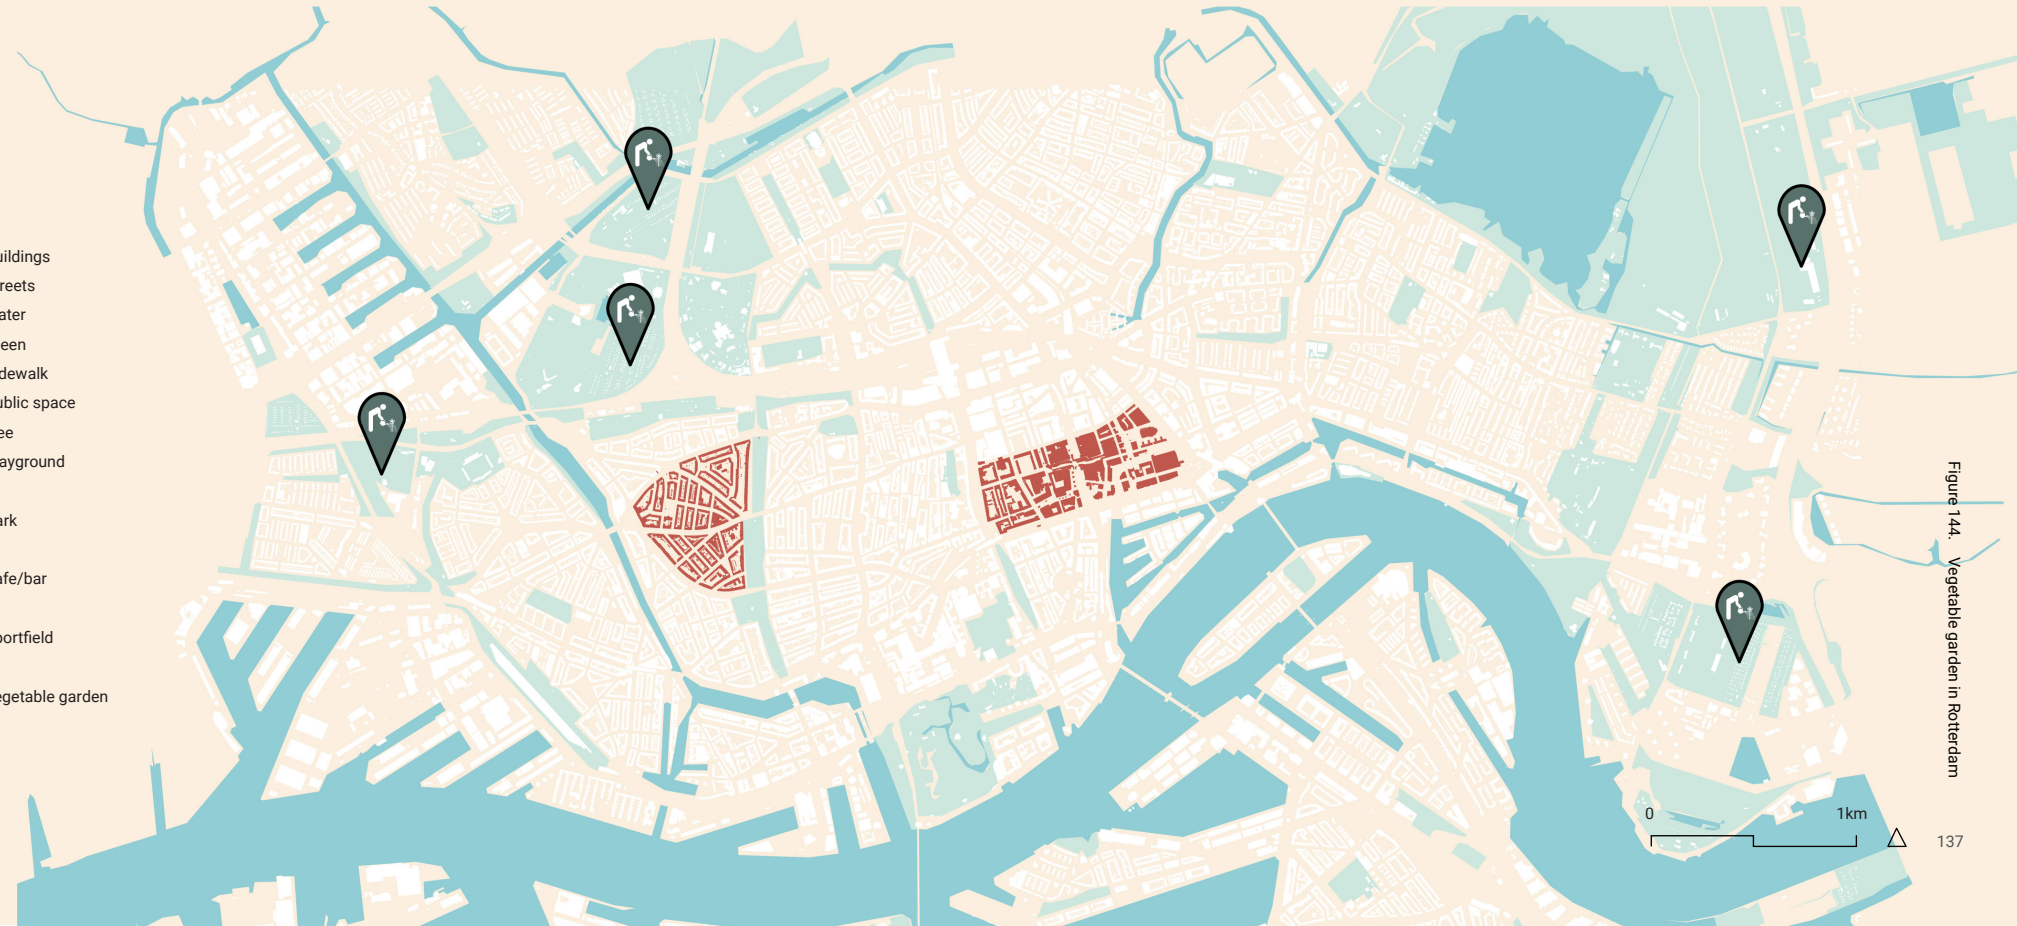 uildings
reets
ater
een
dewalk
ublic space
ee
ayground
ark
afe/bar
portfield
egetable garden
Figure 144. Vegetable garden in Rotterdam
0 1km
137